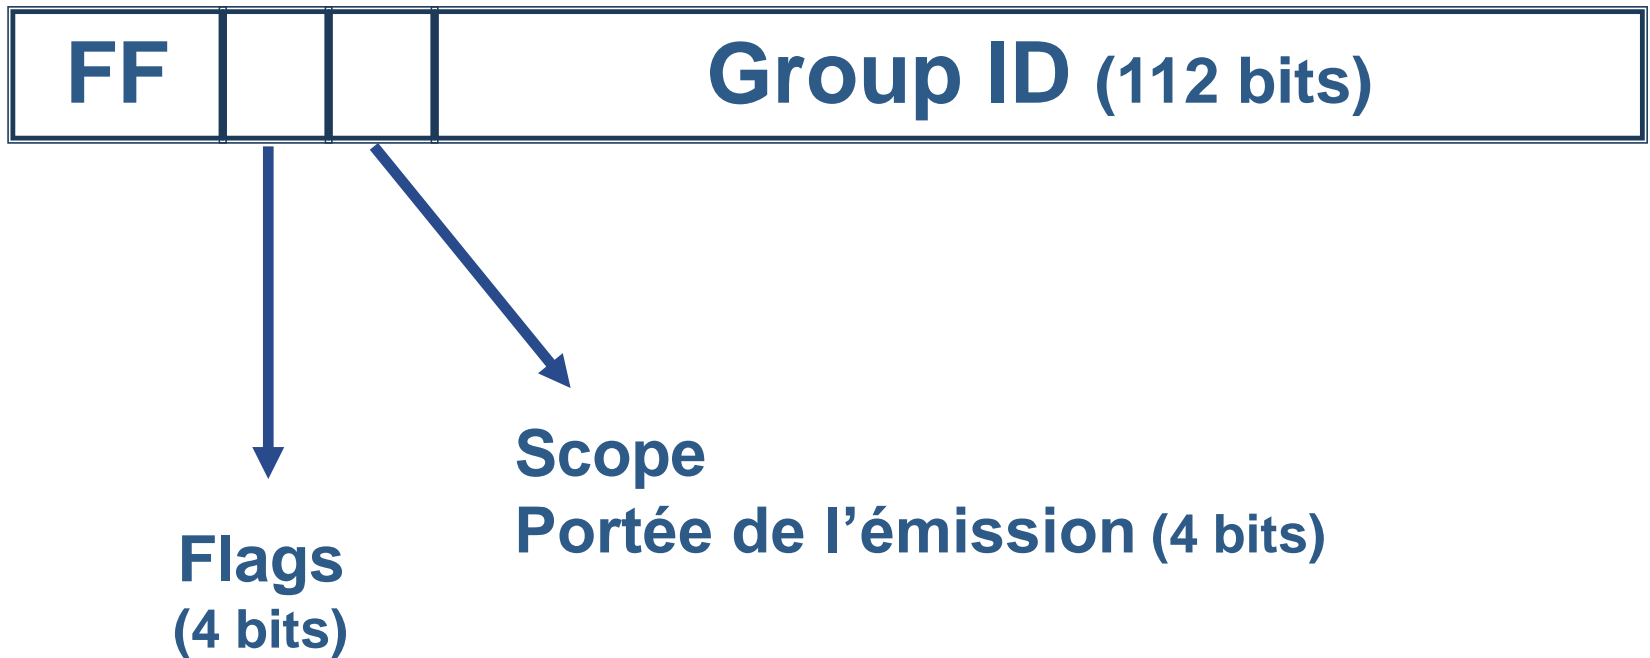 FF
Group ID (112 bits)
Scope
Portée de l’émission (4 bits)
Flags
(4 bits)